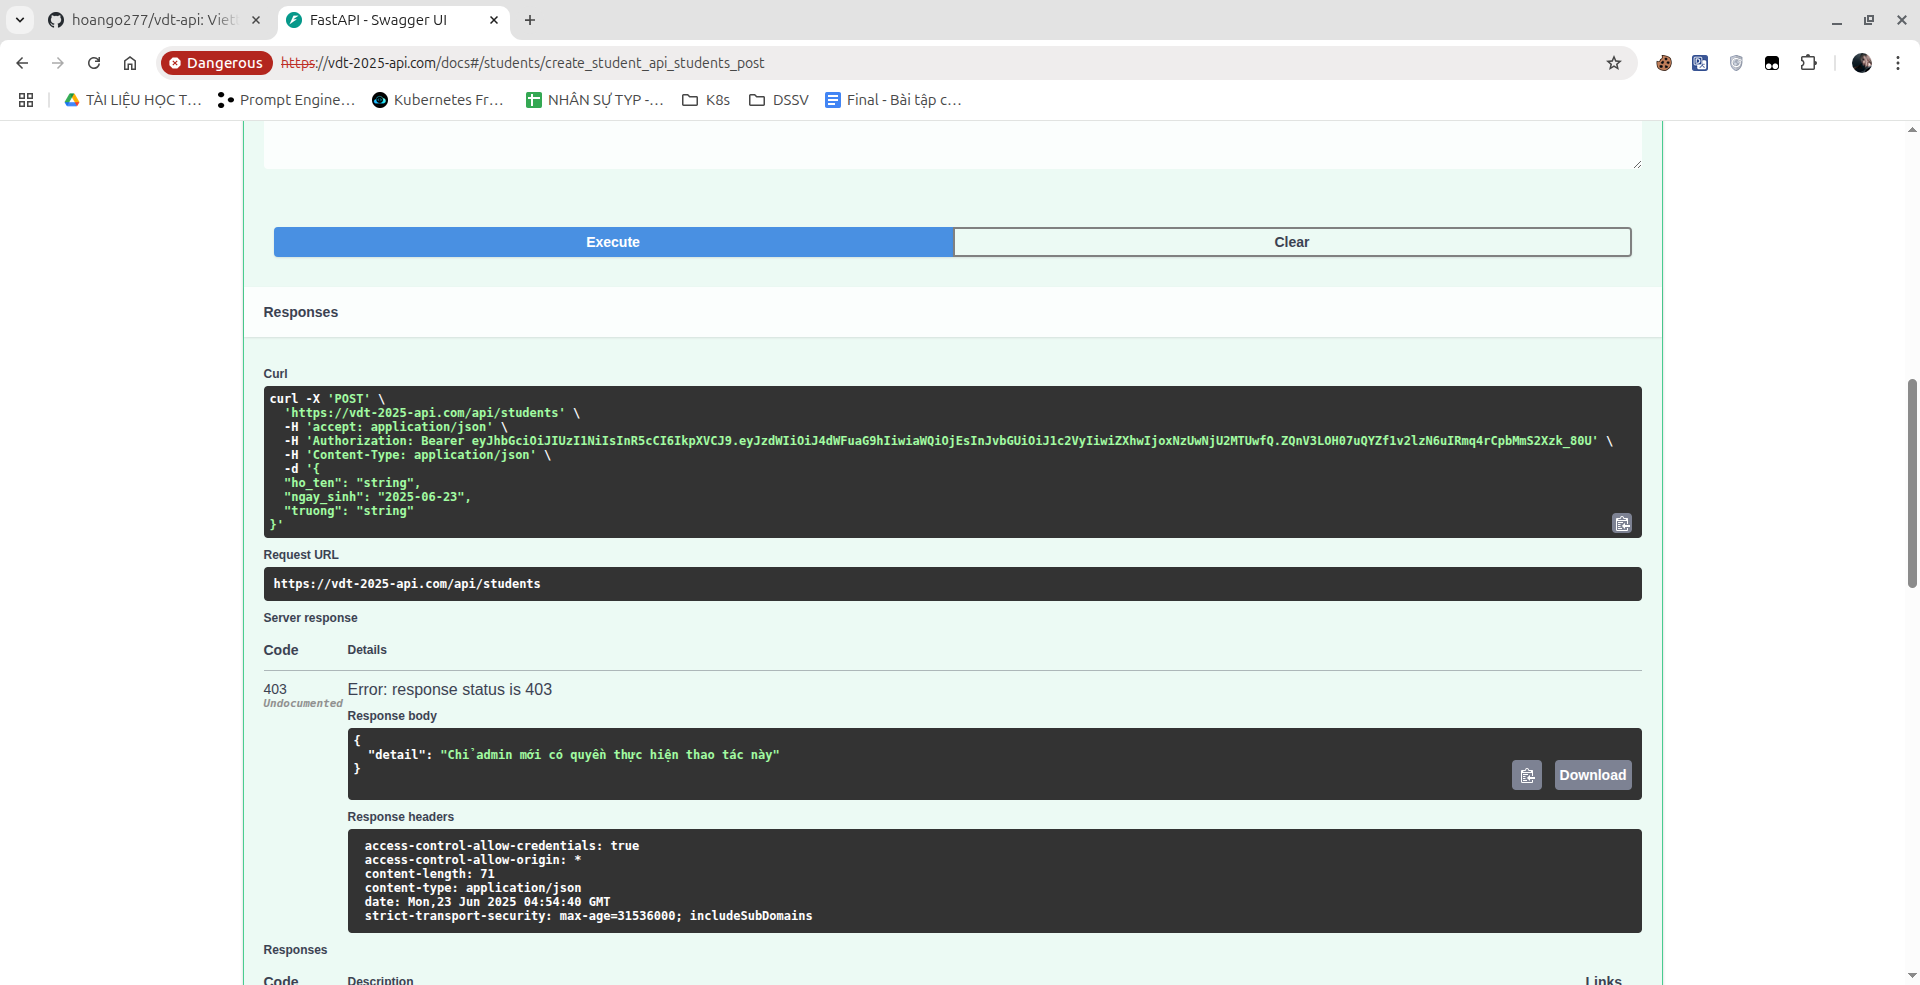 hoango277/vdt-api: Viet
FastAPI - Swagger UI
Dangerous
https://vdt-2025-api.com/docs#/students/create_student_api_students_post
TÀI LIỆU HỌC T...
Prompt Engine...
Kubernetes Fr...
NHÂN SỰ TYP -...
K8s
DSSV
Final - Bài tập c...
Execute
Clear
Responses
Curl
curl -X 'POST' \
'https://vdt-2025-api.com/api/students' \
-H 'accept: application/json' \
-H 'Authorization: Bearer eyJhbGciOiJIUzI1NiIsInR5cCI6IkpXVCJ9.eyJzdWIiOiJ4dWFuaG9hIiwiaWQiOjEsInJvbGUiOiJ1c2VyIiwiZXhwIjoxNzUwNjU2MTUwfQ.ZQnV3LOH07uQYZf1v2lzN6uIRmq4rCpbMmS2Xzk_80U' \
-H 'Content-Type: application/json' \
-d '{
"ho_ten": "string",
"ngay_sinh": "2025-06-23",
"truong": "string"
}'
Request URL
https://vdt-2025-api.com/api/students
Server response
Code Details
403 Error: response status is 403
Undocumented
Response body
{
"detail": "Chỉ admin mới có quyền thực hiện thao tác này"
}
Download
Response headers
access-control-allow-credentials: true
access-control-allow-origin: *
content-length: 71
content-type: application/json
date: Mon,23 Jun 2025 04:54:40 GMT
strict-transport-security: max-age=31536000; includeSubDomains
Responses
Code Description Links